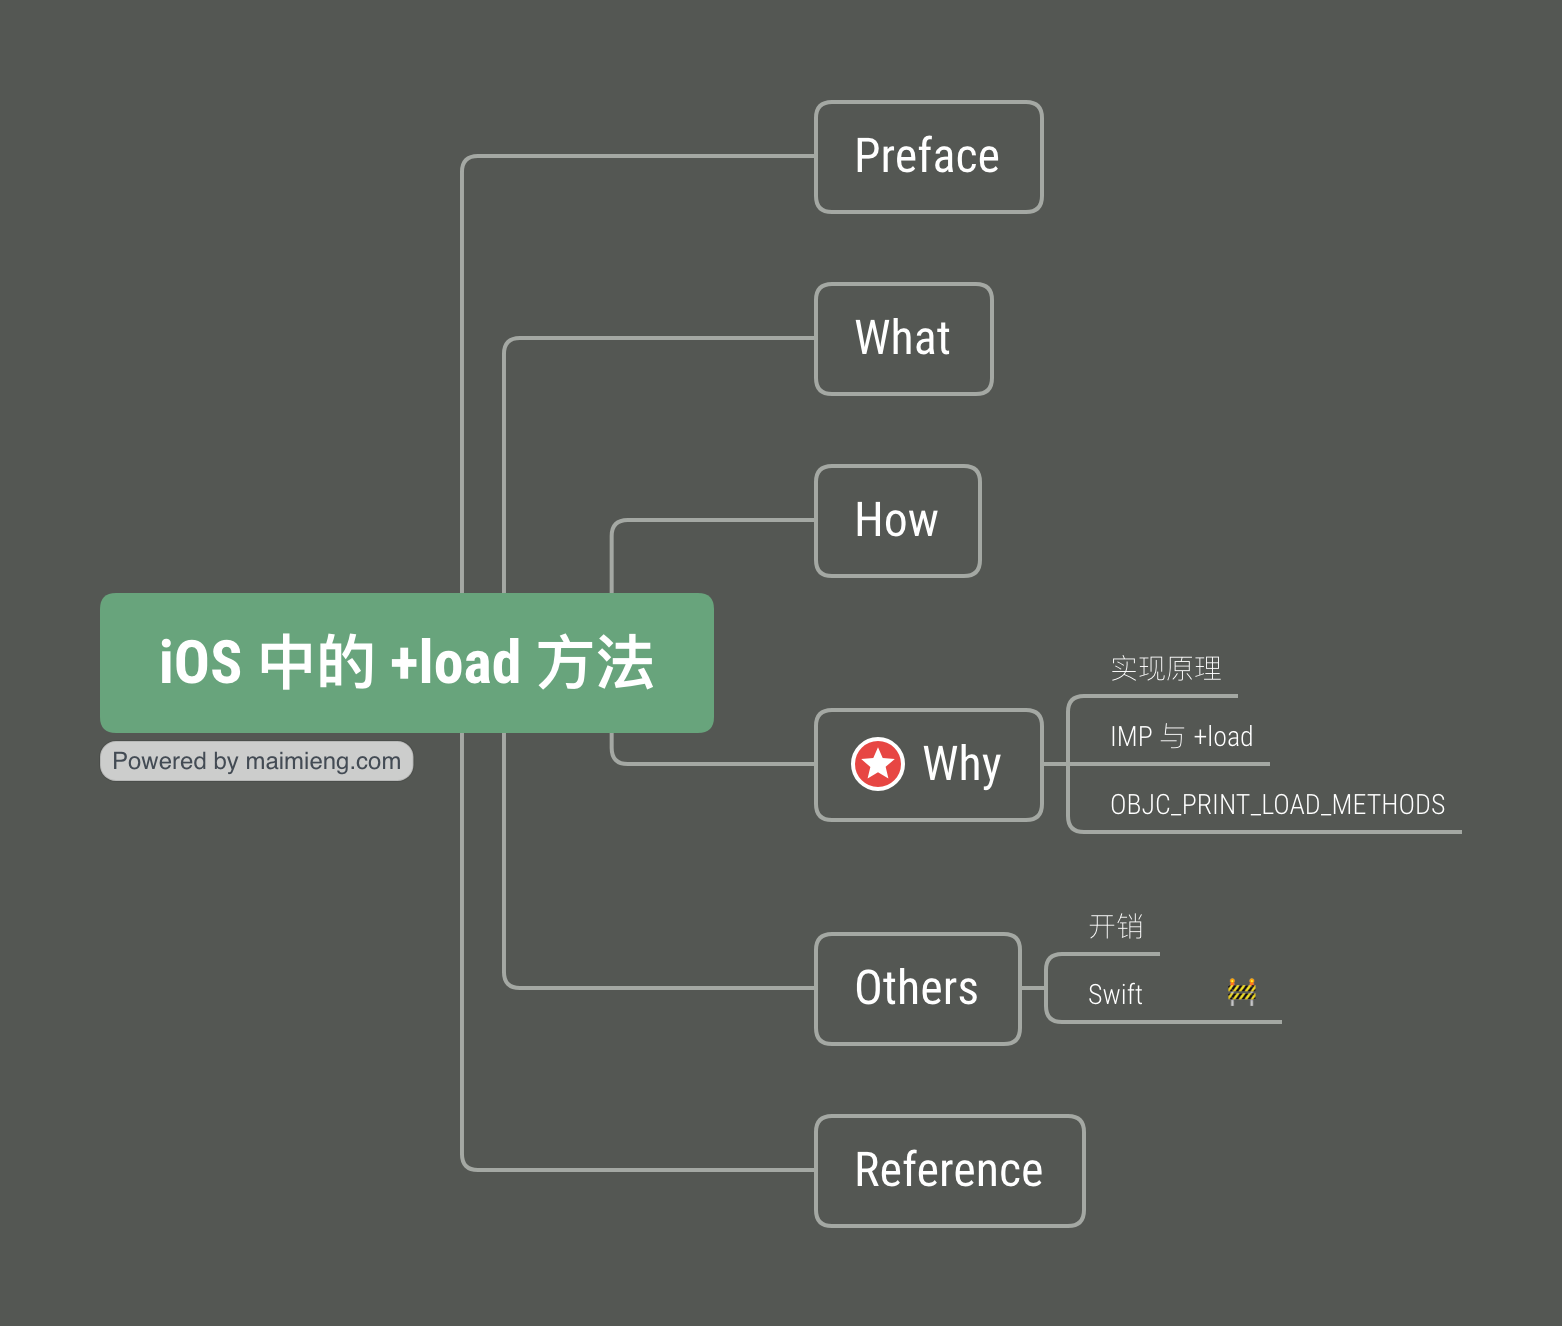 Preface
What
How
iOS 中的 +load 方法
Powered by maimieng.com
Why
实现原理
IMP 与 +load
OBJC_PRINT_LOAD_METHODS
Others
开销
Swift 🚧
Reference